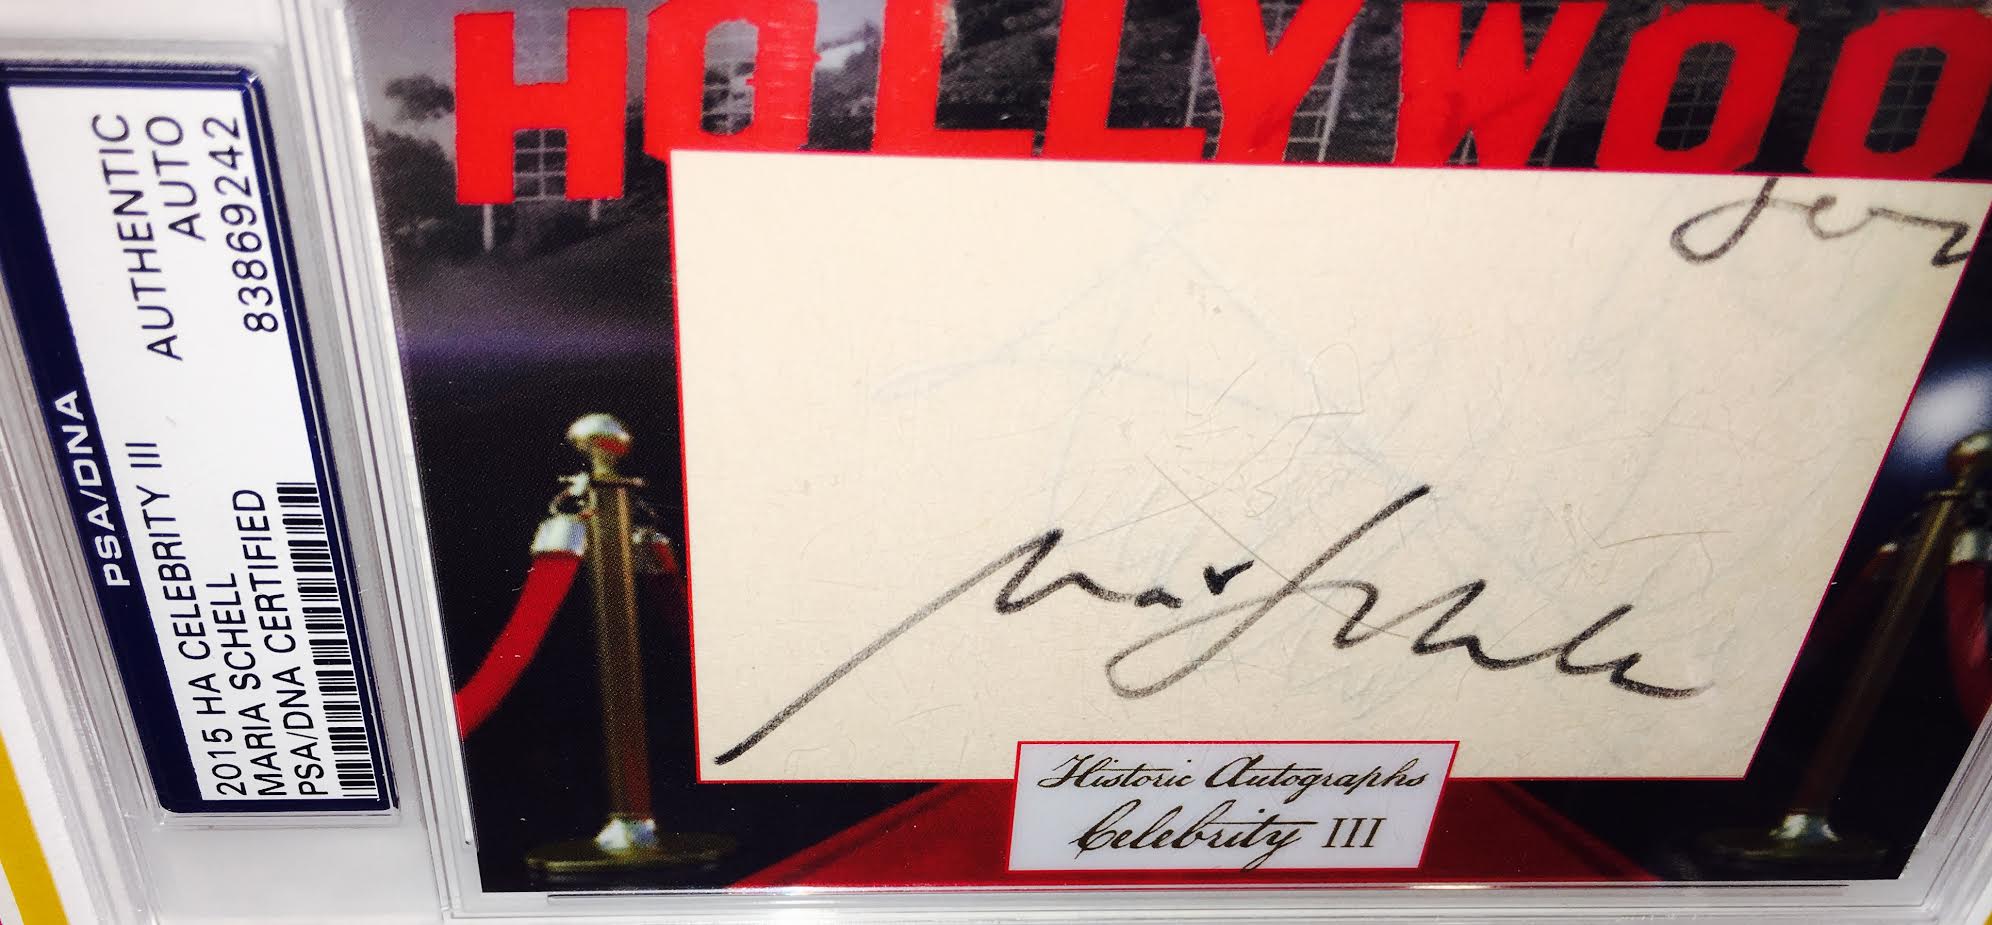 PSA/DNA
2015 HA CELEBRITY III AUTHENTIC
MARIA SCHELL AUTO
PSA/DNA CERTIFIED 83869242
HOLLYWOO
Historic Autographs
Celebrity III